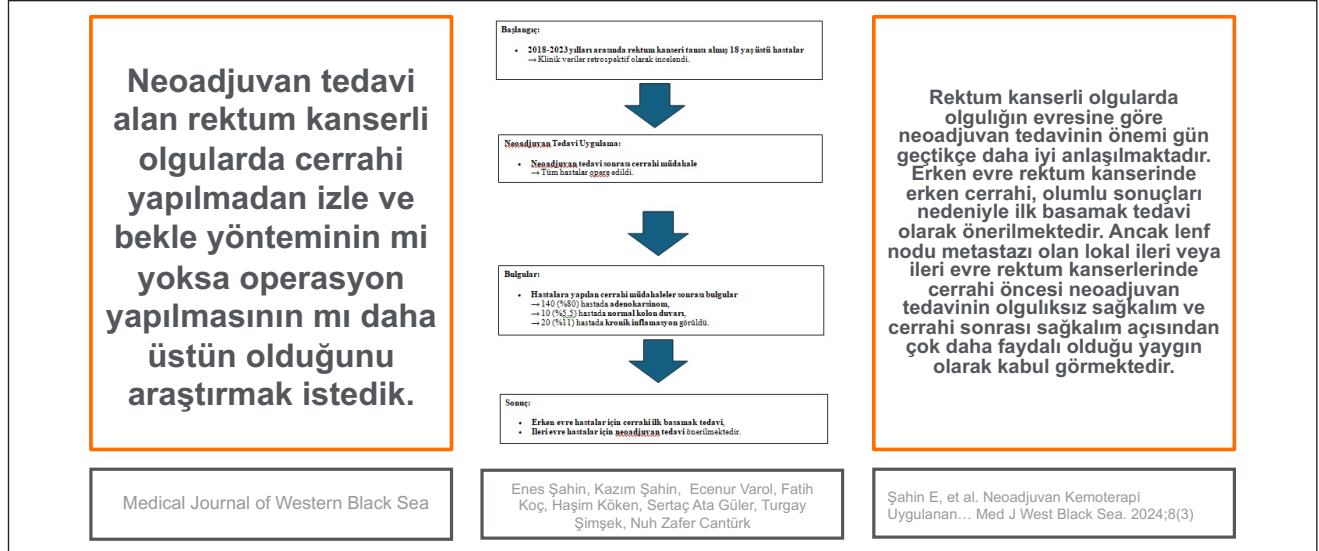 Neoadjuvan tedavi
alan rektum kanserli
olgularda cerrahi
yapılmadan izle ve
bekle yönteminin mi
yoksa operasyon
yapılmasının mı daha
üstün olduğunu
araştırmak istedik.
Başlangıç:
• 2018-2023 yılları arasında rektum kanseri tanısı almış 18 yaş üstü hastalar
→ Klinik veriler retrospektif olarak incelendi.
Neoadjuvan Tedavi Uygulama:
• Neoadjuvan tedavi sonrası cerrahi müdahale
→ Tüm hastalar opere edildi.
Bulgular:
• Hastalara yapılan cerrahi müdahaleler sonrası bulgular
→ 140 (%80) hastada adenokarsinom,
→ 10 (%5.5) hastada normal kolon duvarı,
→ 20 (%11) hastada kronik inflamasyon görüldü.
Sonuç:
• Erken evre hastalar için cerrahi ilk basamak tedavi,
• İleri evre hastalar için neoadjuvan tedavi önerilmektedir.
Rektum kanserli olgularda
olgulığın evresine göre
neoadjuvan tedavinin önemi gün
geçtikçe daha iyi anlaşılmaktadır.
Erken evre rektum kanserinde
erken cerrahi, olumlu sonuçları
nedeniyle ilk basamak tedavi
olarak önerilmektedir. Ancak lenf
nodu metastazı olan lokal ileri veya
ileri evre rektum kanserlerinde
cerrahi öncesi neoadjuvan
tedavinin olgulıksız sağkalım ve
cerrahi sonrası sağkalım açısından
çok daha faydalı olduğu yaygın
olarak kabul görmektedir.
Medical Journal of Western Black Sea
Enes Şahin, Kazım Şahin, Ecenur Varol, Fatih
Koç, Haşim Köken, Sertaç Ata Güler, Turgay
Şimşek, Nuh Zafer Cantürk
Şahin E, et al. Neoadjuvan Kemoterapi
Uygulanan… Med J West Black Sea. 2024;8(3)